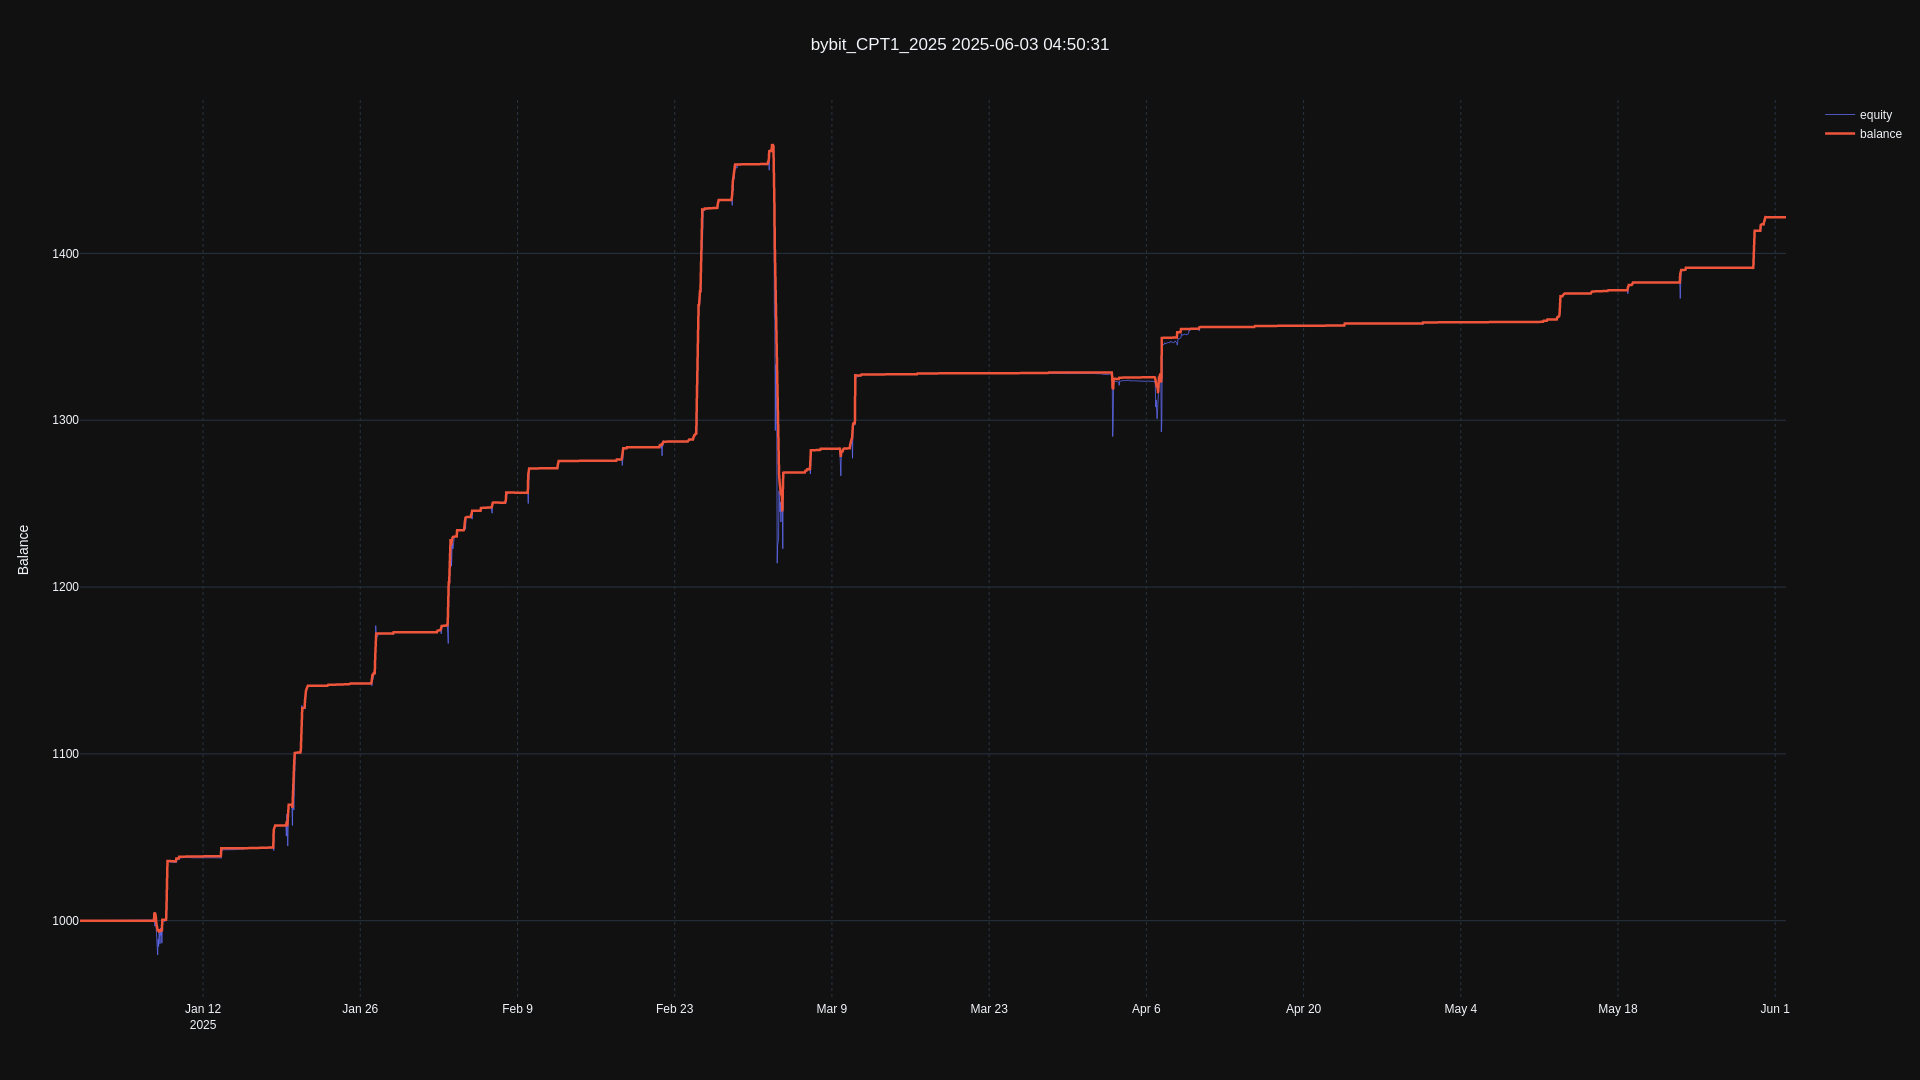 bybit_CPT1_2025 2025-06-03 04:50:31
equity
balance
Balance
1400
1300
1200
1100
1000
Jan 12
2025
Jan 26
Feb 9
Feb 23
Mar 9
Mar 23
Apr 6
Apr 20
May 4
May 18
Jun 1